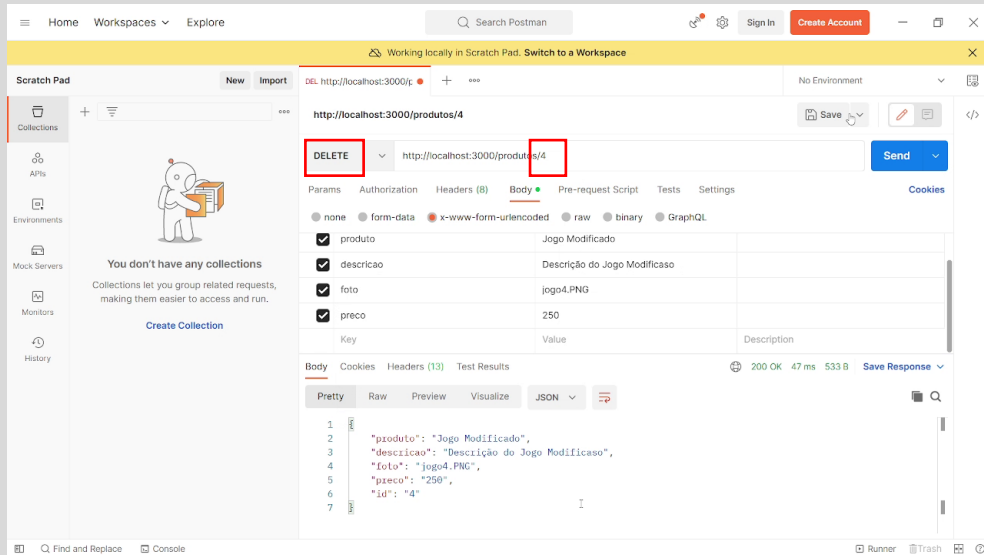 Home Workspaces Explore Search Postman Sign In Create Account
Working locally in Scratch Pad. Switch to a Workspace
Scratch Pad New Import DEL http://localhost:3000/p No Environment
Collections
http://localhost:3000/produtos/4 Save
DELETE http://localhost:3000/produtos/4 Send
APIs
Params Authorization Headers (8) Body Pre-request Script Tests Settings Cookies
Environments
none form-data x-www-form-urlencoded raw binary GraphQL
produto Jogo Modificado
Mock Servers
You don't have any collections
descricao Descrição do Jogo Modificaso
Collections let you group related requests,
making them easier to access and run.
foto jogo4.PNG
Monitors
preco 250
Create Collection
Key Value Description
History
Body Cookies Headers (13) Test Results 200 OK 47 ms 533 B Save Response
Pretty Raw Preview Visualize JSON
1 {
2 "produto": "Jogo Modificado",
3 "descricao": "Descrição do Jogo Modificaso",
4 "foto": "jogo4.PNG",
5 "preco": "250",
6 "id": "4"
7 }
Find and Replace Console Runner Trash